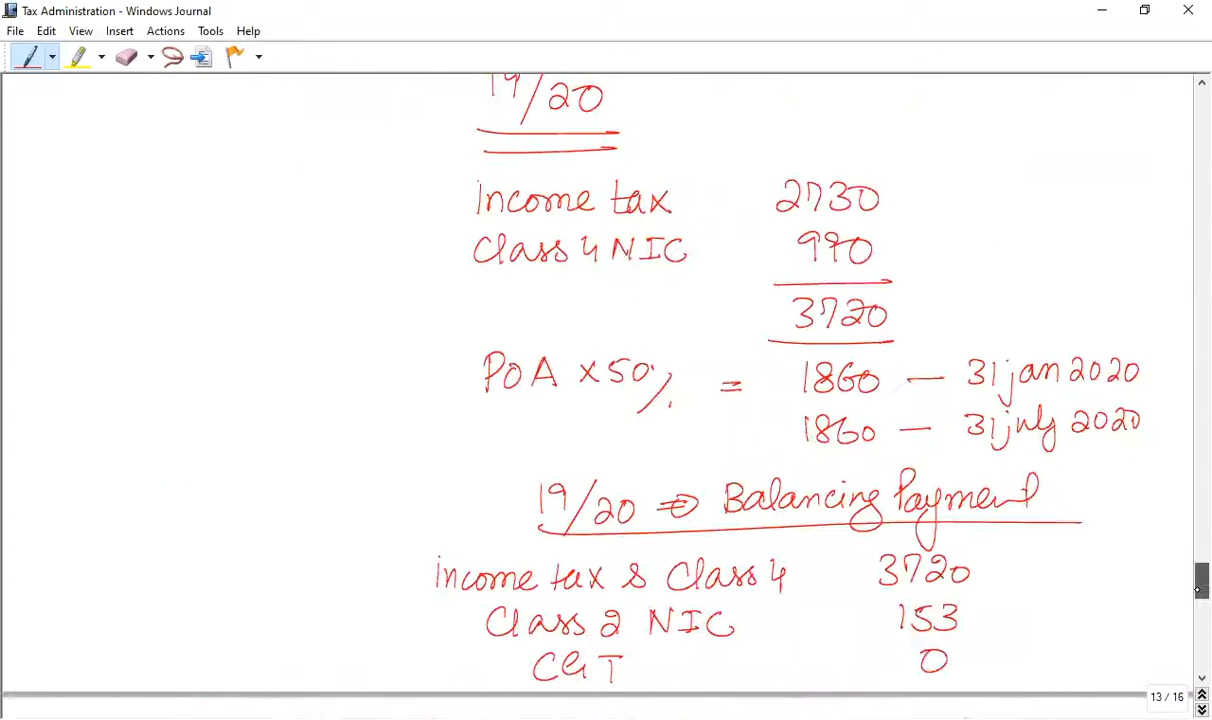 Tax Administration - Windows Journal
File Edit View Insert Actions Tools Help
19/20
income tax 2730
Class 4 NIC 990
3720
POA x 50% = 1860 — 31 jan 2020
1860 — 31 july 2020
19/20 ⇒ Balancing Payment
income tax & Class 4 3720
Class 2 NIC 153
CGT 0
13 / 16